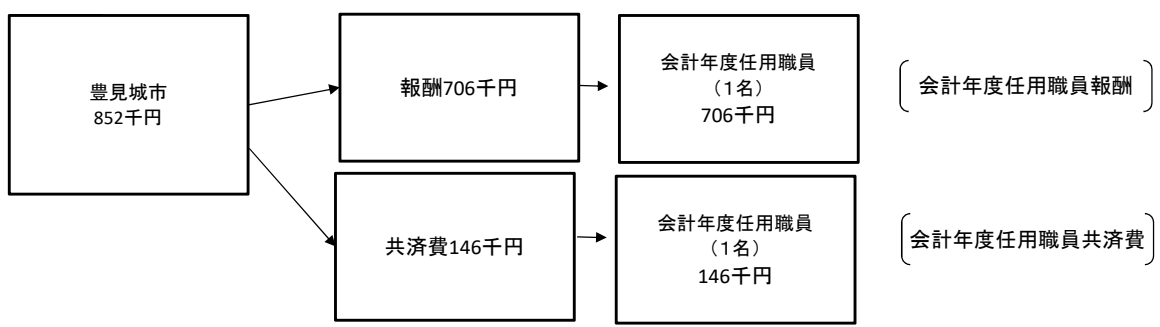 豊見城市
852千円
報酬706千円
会計年度任用職員
（1名）
706千円
会計年度任用職員報酬
共済費146千円
会計年度任用職員
（1名）
146千円
会計年度任用職員共済費